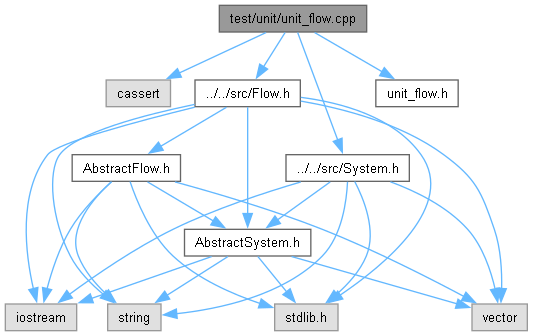 test/unit/unit_flow.cpp
cassert
../../src/Flow.h
unit_flow.h
AbstractFlow.h
../../src/System.h
AbstractSystem.h
iostream
string
stdlib.h
vector